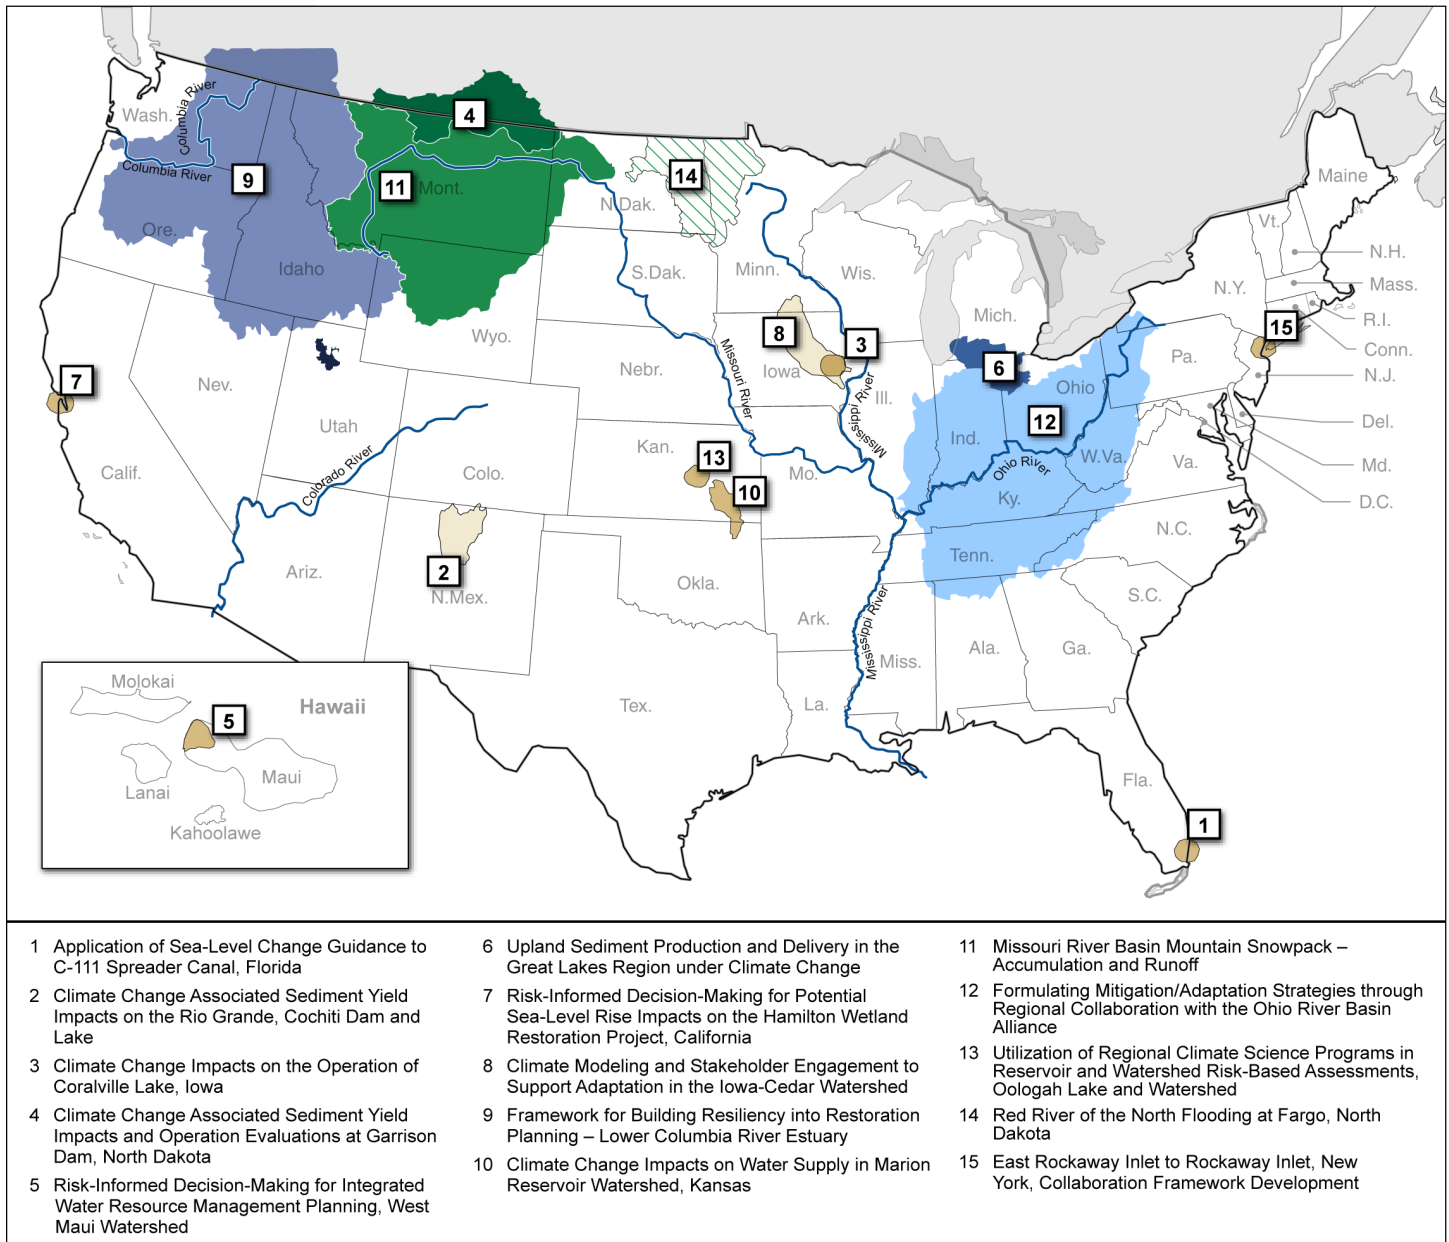 Wash.
Columbia River
Columbia River
9
Ore.
Idaho
4
11
Mont.
14
N.Dak.
S.Dak.
Minn.
Wis.
Mich.
Maine
Vt.
N.H.
N.Y.
Mass.
R.I.
Conn.
N.J.
15
Pa.
Del.
Md.
D.C.
Wyo.
Nebr.
8
Iowa
3
Missouri River
Mississippi River
Ill.
6
Ohio
12
Ind.
Ohio River
W.Va.
Va.
Ky.
N.C.
Tenn.
S.C.
7
Nev.
Utah
Calif.
Colorado River
Colo.
Kan.
13
10
Mo.
2
N.Mex.
Ariz.
Okla.
Ark.
Mississippi River
Miss.
Ala.
Ga.
Tex.
La.
Fla.
1
Molokai
Hawaii
5
Maui
Lanai
Kahoolawe
1 Application of Sea-Level Change Guidance to
C-111 Spreader Canal, Florida
2 Climate Change Associated Sediment Yield
Impacts on the Rio Grande, Cochiti Dam and
Lake
3 Climate Change Impacts on the Operation of
Coralville Lake, Iowa
4 Climate Change Associated Sediment Yield
Impacts and Operation Evaluations at Garrison
Dam, North Dakota
5 Risk-Informed Decision-Making for Integrated
Water Resource Management Planning, West
Maui Watershed
6 Upland Sediment Production and Delivery in the
Great Lakes Region under Climate Change
7 Risk-Informed Decision-Making for Potential
Sea-Level Rise Impacts on the Hamilton Wetland
Restoration Project, California
8 Climate Modeling and Stakeholder Engagement to
Support Adaptation in the Iowa-Cedar Watershed
9 Framework for Building Resiliency into Restoration
Planning – Lower Columbia River Estuary
10 Climate Change Impacts on Water Supply in Marion
Reservoir Watershed, Kansas
11 Missouri River Basin Mountain Snowpack –
Accumulation and Runoff
12 Formulating Mitigation/Adaptation Strategies through
Regional Collaboration with the Ohio River Basin
Alliance
13 Utilization of Regional Climate Science Programs in
Reservoir and Watershed Risk-Based Assessments,
Oologah Lake and Watershed
14 Red River of the North Flooding at Fargo, North
Dakota
15 East Rockaway Inlet to Rockaway Inlet, New
York, Collaboration Framework Development